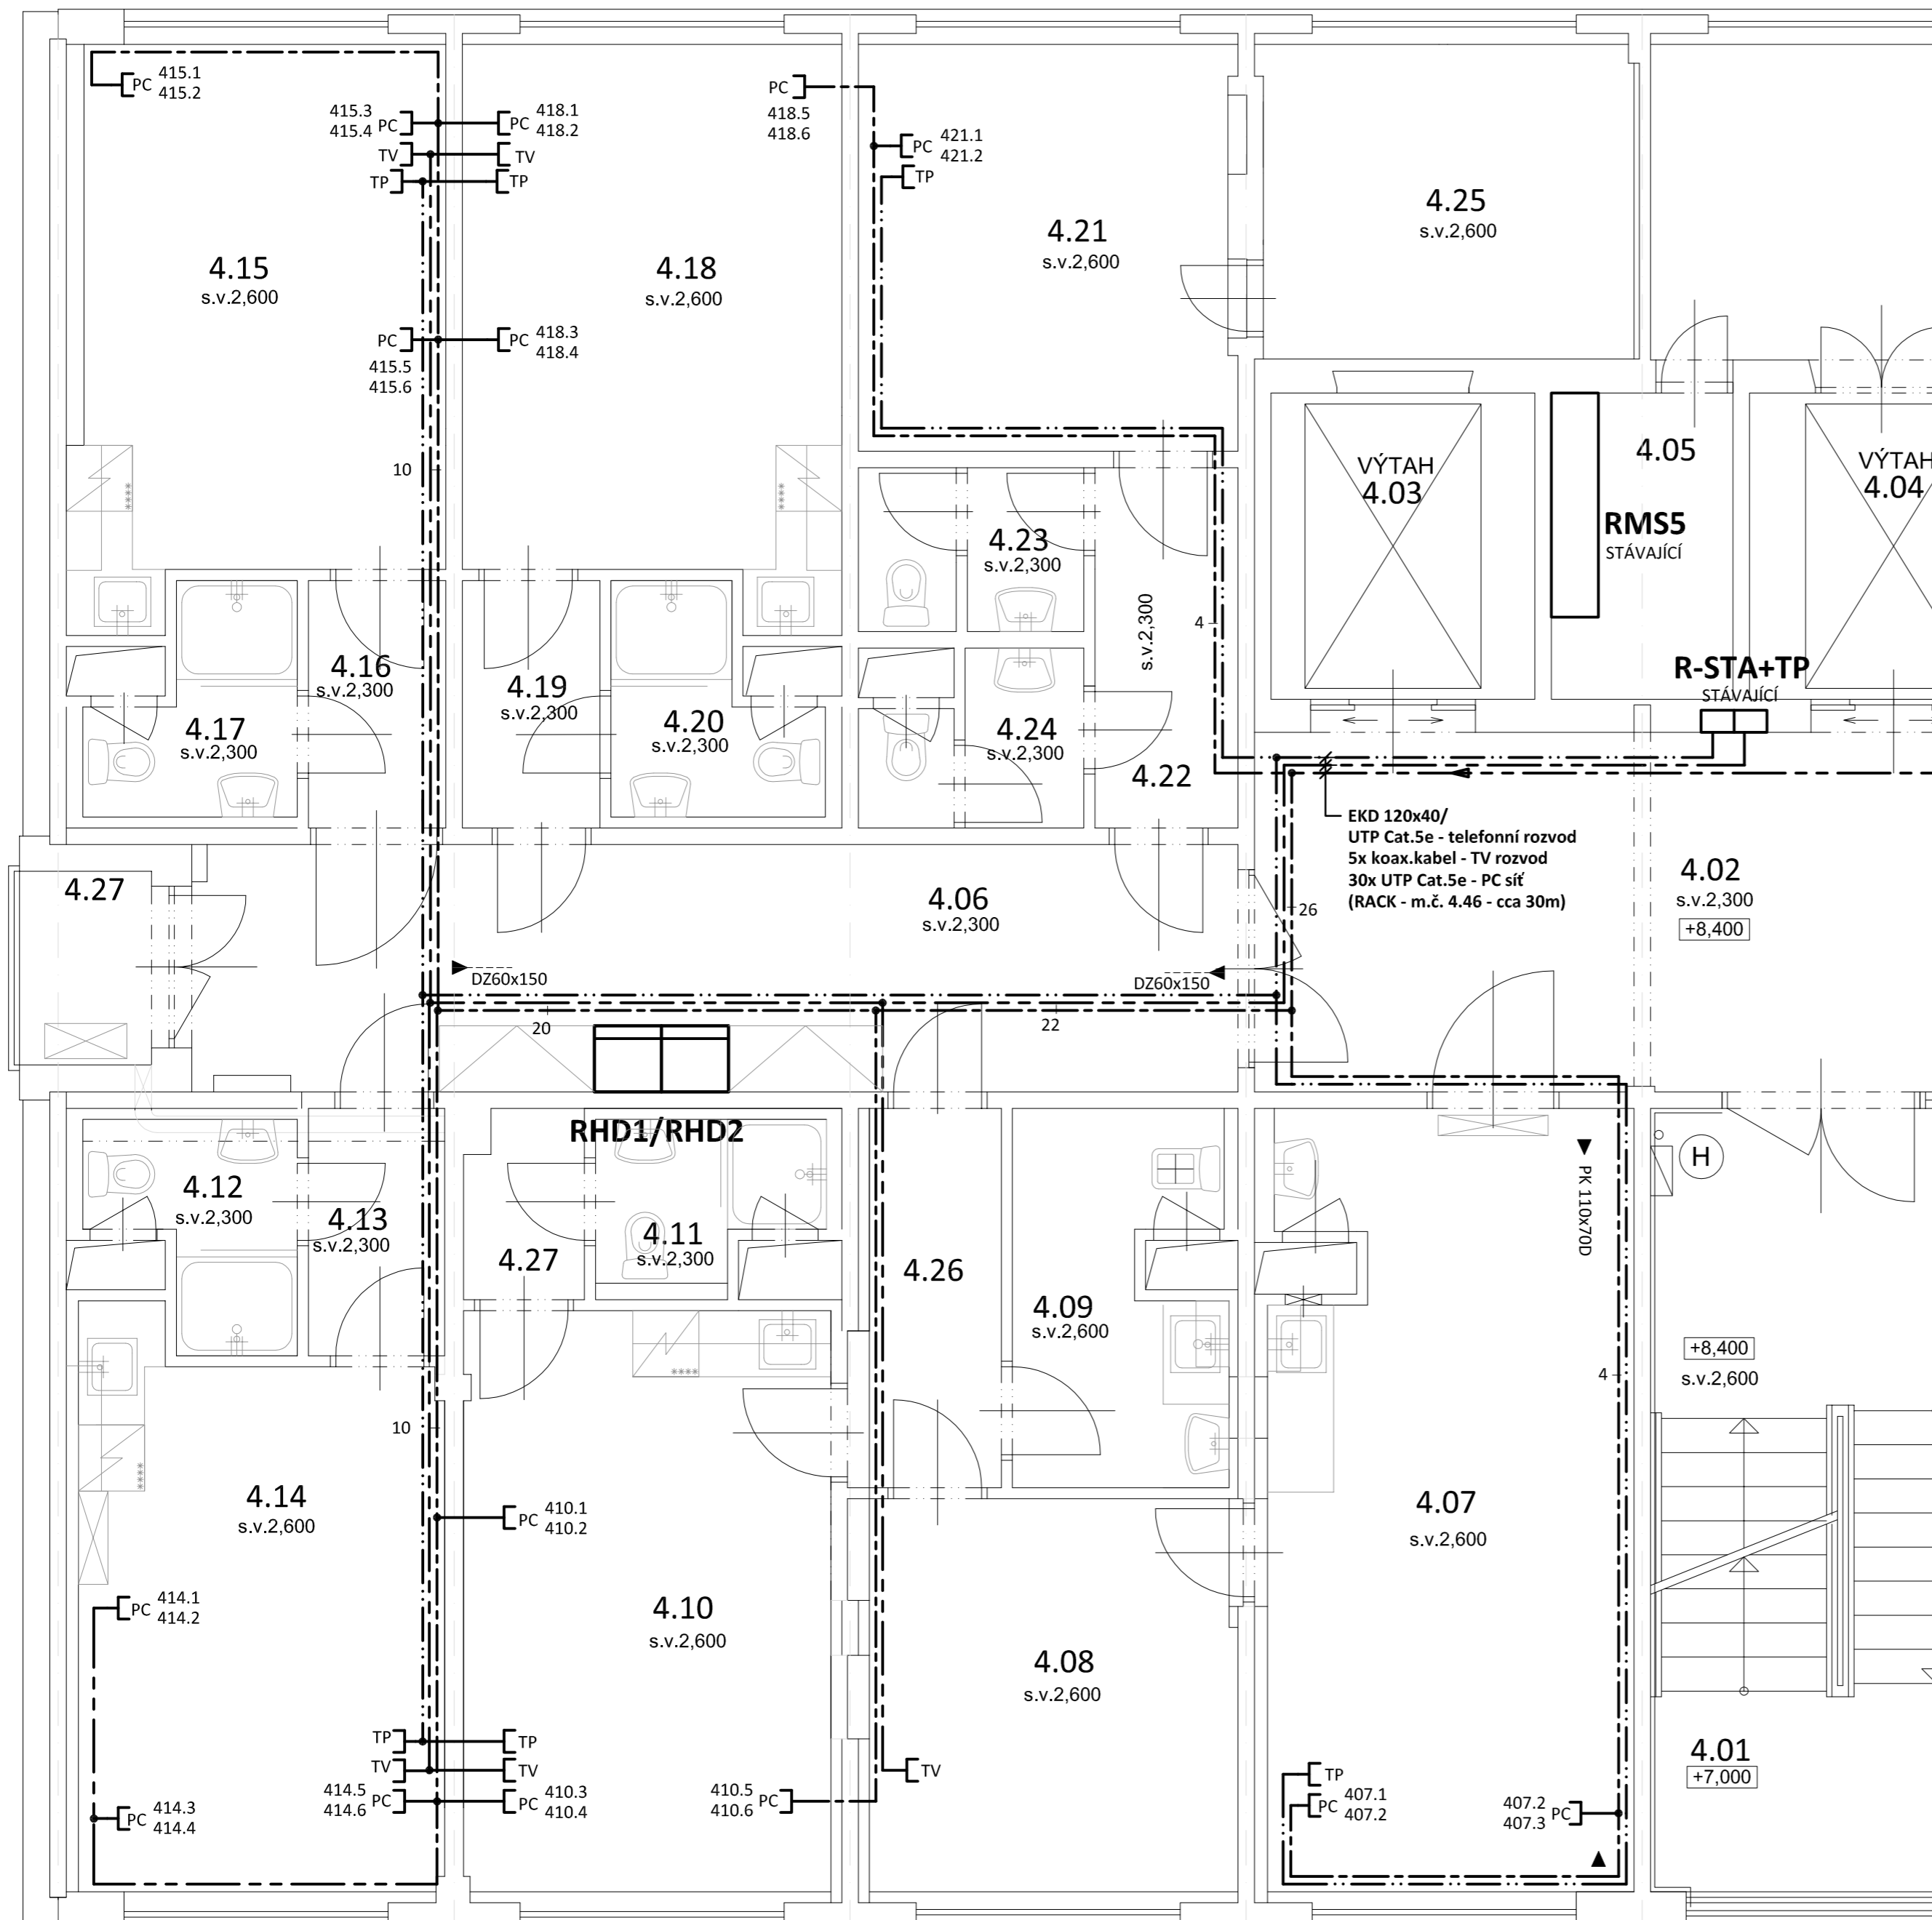 PC 415.1
415.2
415.3
415.4 PC
TV
TP
PC 418.1
418.2
TV
TP
PC
418.5
418.6
PC 421.1
421.2
TP
4.15
s.v.2,600
4.18
s.v.2,600
4.21
s.v.2,600
4.25
s.v.2,600
PC
415.5
415.6
PC 418.3
418.4
10
****
****
VÝTAH
4.03
4.05
VÝTAH
4.04
RMS5
STÁVAJÍCÍ
4.23
s.v.2,300
s.v.2,300
4
4.16
s.v.2,300
4.17
s.v.2,300
4.19
s.v.2,300
4.20
s.v.2,300
4.24
s.v.2,300
4.22
R-STA+TP
STÁVAJÍCÍ
EKD 120x40/
UTP Cat.5e - telefonní rozvod
5x koax.kabel - TV rozvod
30x UTP Cat.5e - PC síť
(RACK - m.č. 4.46 - cca 30m)
4.27
4.06
s.v.2,300
26
4.02
s.v.2,300
+8,400
DZ60x150
DZ60x150
20
22
RHD1/RHD2
4.12
s.v.2,300
4.13
s.v.2,300
4.27
4.11
s.v.2,300
4.26
4.09
s.v.2,600
PK 110x70D
H
+8,400
s.v.2,600
4
****
****
10
4.14
s.v.2,600
PC 410.1
410.2
4.07
s.v.2,600
PC 414.1
414.2
4.10
s.v.2,600
4.08
s.v.2,600
TP
TV
414.5
414.6 PC
TP
TV
PC 410.3
410.4
410.5
410.6 PC
TV
PC 414.3
414.4
TP
PC 407.1
407.2
407.2
407.3 PC
4.01
+7,000